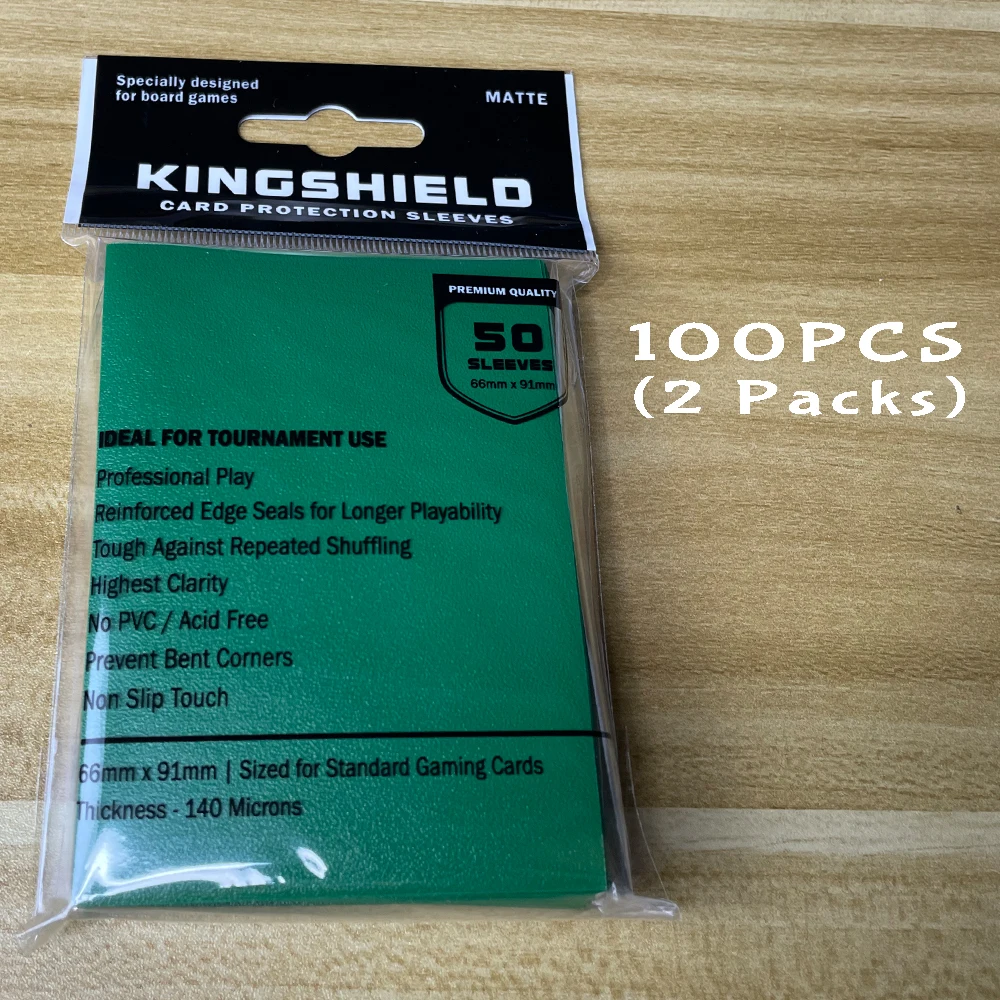 Specially designed
for board games
MATTE
KINGSHIELD
CARD PROTECTION SLEEVES
PREMIUM QUALITY
50
SLEEVES
66mm x 91mm
100PCS
(2 Packs)
IDEAL FOR TOURNAMENT USE
Professional Play
Reinforced Edge Seals for Longer Playability
Tough Against Repeated Shuffling
Highest Clarity
No PVC / Acid Free
Prevent Bent Corners
Non Slip Touch
66mm x 91mm | Sized for Standard Gaming Cards
Thickness - 140 Microns